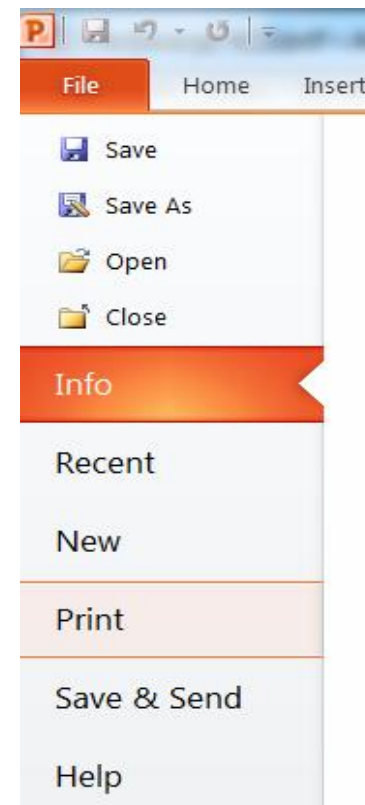 P
File Home Insert
Save
Save As
Open
Close
Info
Recent
New
Print
Save & Send
Help